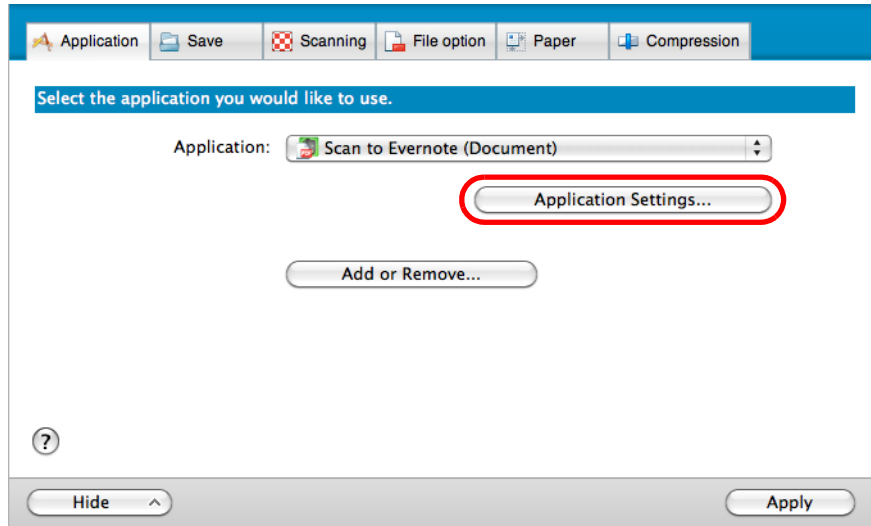 Application Save Scanning File option Paper Compression
Select the application you would like to use.
Application: Scan to Evernote (Document)
Application Settings...
Add or Remove...
?
Hide Apply